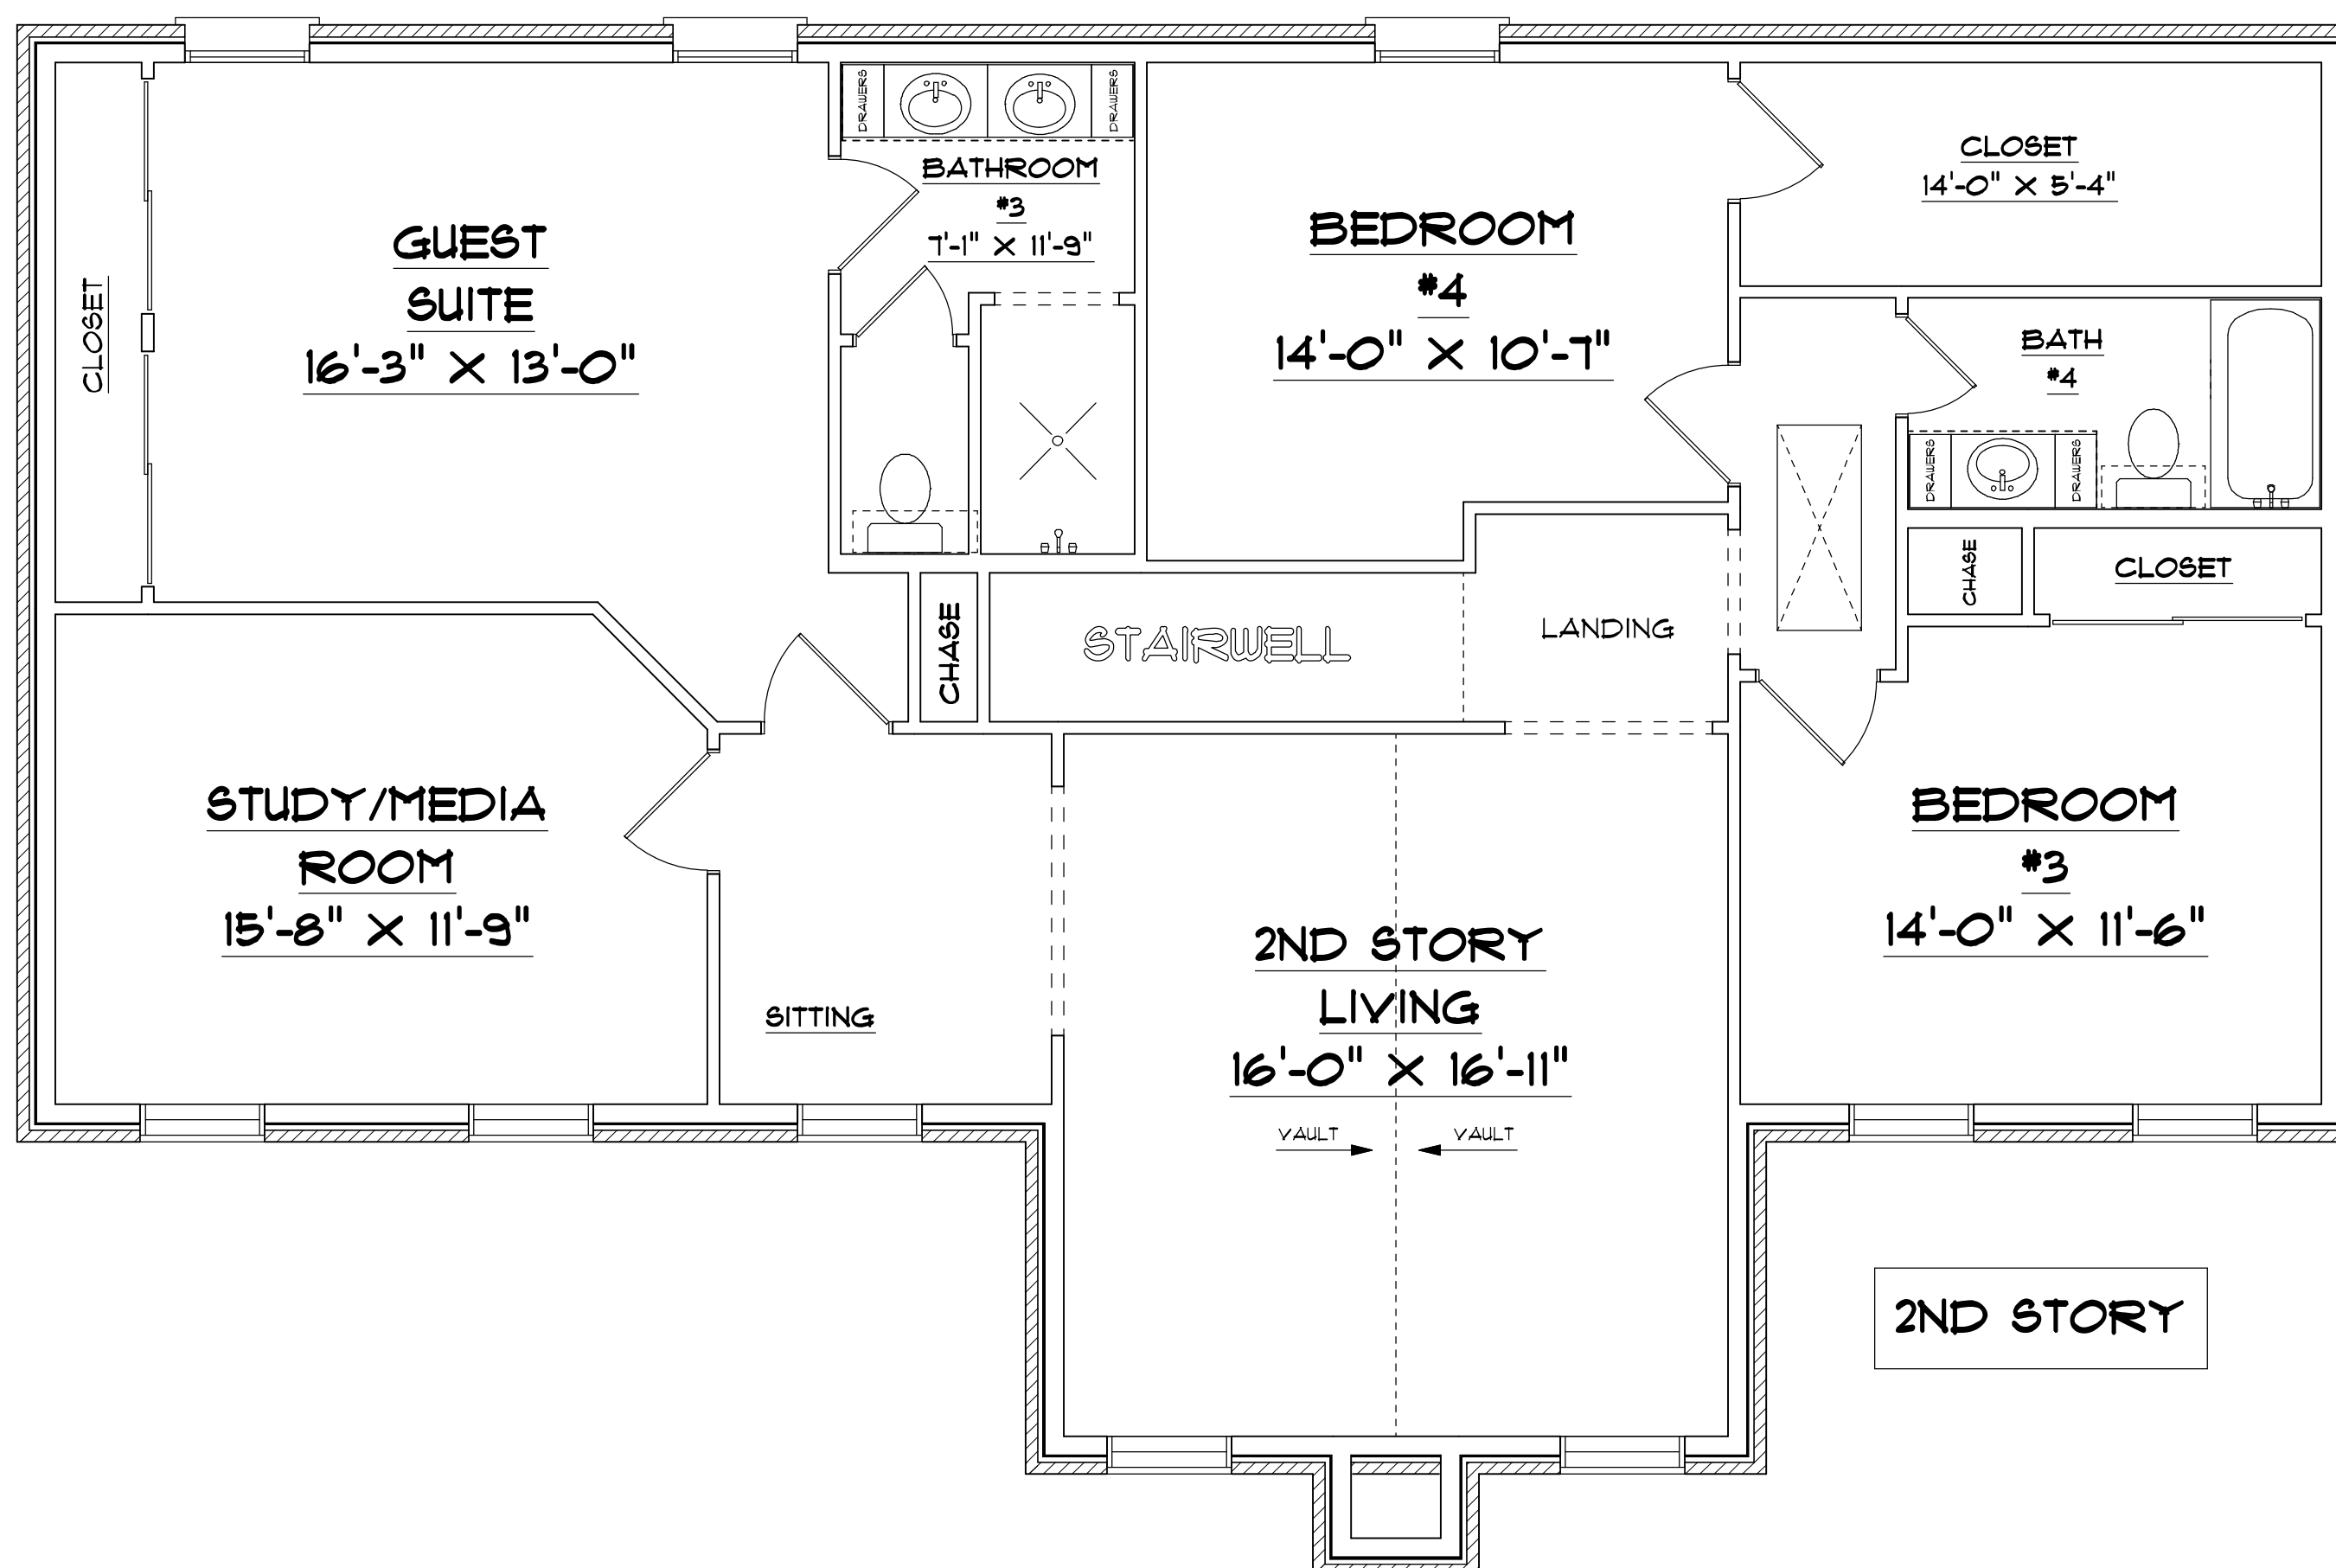 CLOSET
GUEST
SUITE
16'-3" X 13'-0"
DRAWERS
DRAWERS
BATHROOM
#3
7'-1" X 11'-9"
BEDROOM
#4
14'-0" X 10'-7"
CLOSET
14'-0" X 5'-4"
BATH
#4
DRAWERS
DRAWERS
CHASE
CLOSET
CHASE
STAIRWELL
LANDING
STUDY/MEDIA
ROOM
15'-8" X 11'-9"
SITTING
2ND STORY
LIVING
16'-0" X 16'-11"
VAULT
VAULT
BEDROOM
#3
14'-0" X 11'-6"
2ND STORY